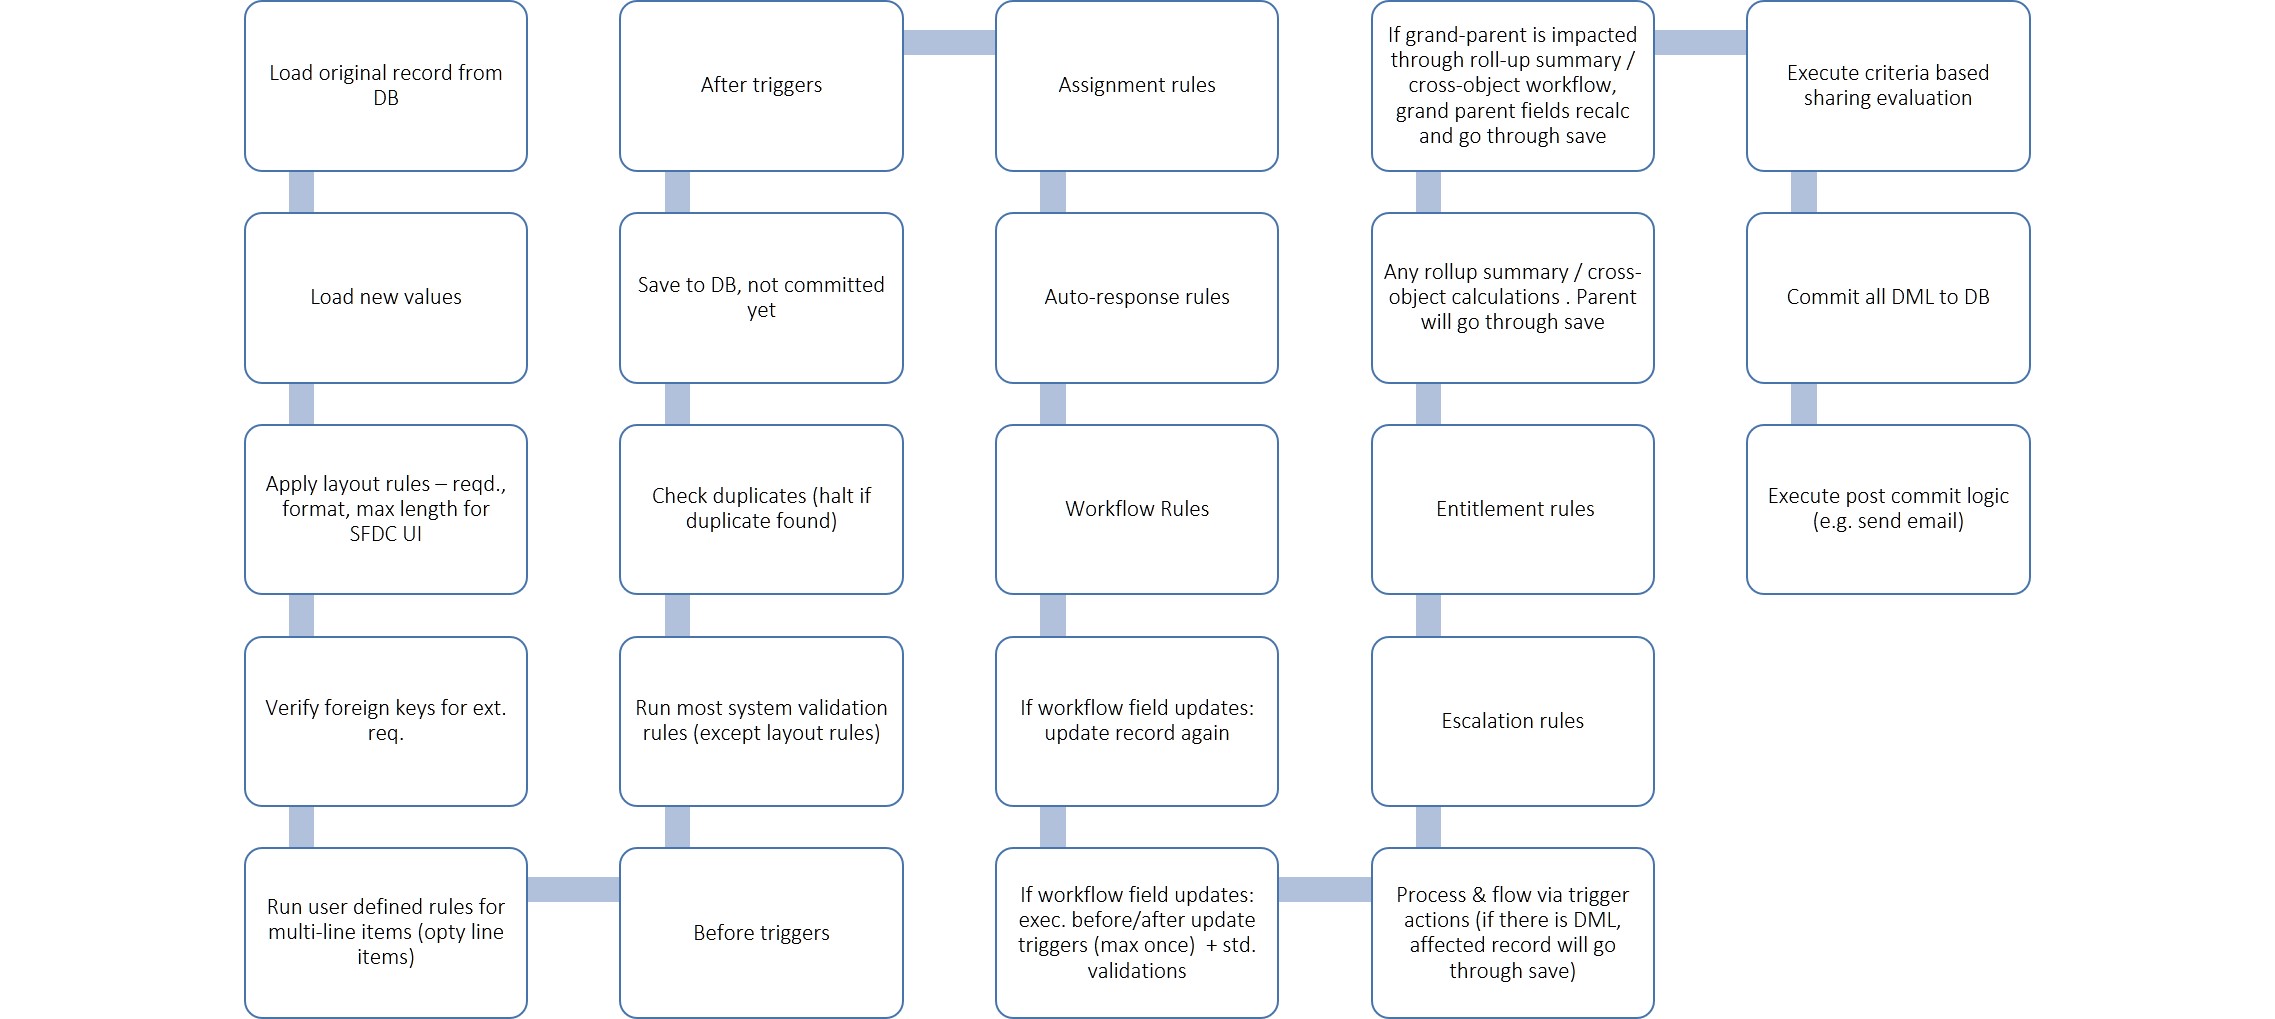 Load original record from
DB
Load new values
Apply layout rules – reqd.,
format, max length for
SFDC UI
Verify foreign keys for ext.
req.
Run user defined rules for
multi-line items (opty line
items)
Before triggers
Run most system validation
rules (except layout rules)
Check duplicates (halt if
duplicate found)
Save to DB, not committed
yet
After triggers
Assignment rules
Auto-response rules
Workflow Rules
If workflow field updates:
update record again
If workflow field updates:
exec. before/after update
triggers (max once)  + std.
validations
Process & flow via trigger
actions (if there is DML,
affected record will go
through save)
Escalation rules
Entitlement rules
Any rollup summary / cross-
object calculations . Parent
will go through save
If grand-parent is impacted
through roll-up summary /
cross-object workflow,
grand parent fields recalc
and go through save
Execute criteria based
sharing evaluation
Commit all DML to DB
Execute post commit logic
(e.g. send email)